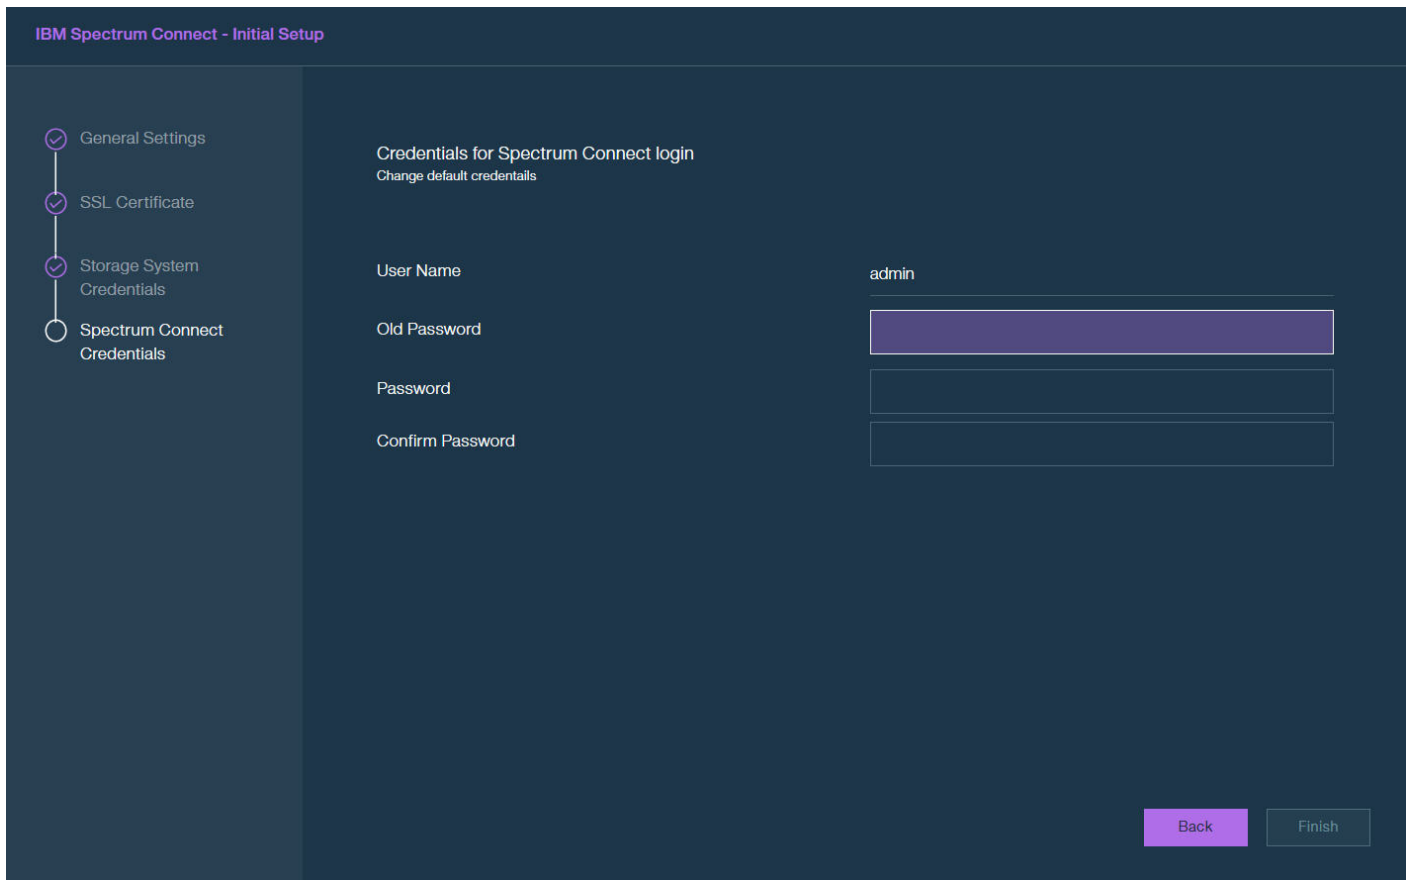 IBM Spectrum Connect - Initial Setup
General Settings
SSL Certificate
Storage System
Credentials
Spectrum Connect
Credentials
Credentials for Spectrum Connect login
Change default credentails
User Name
admin
Old Password
Password
Confirm Password
Back
Finish